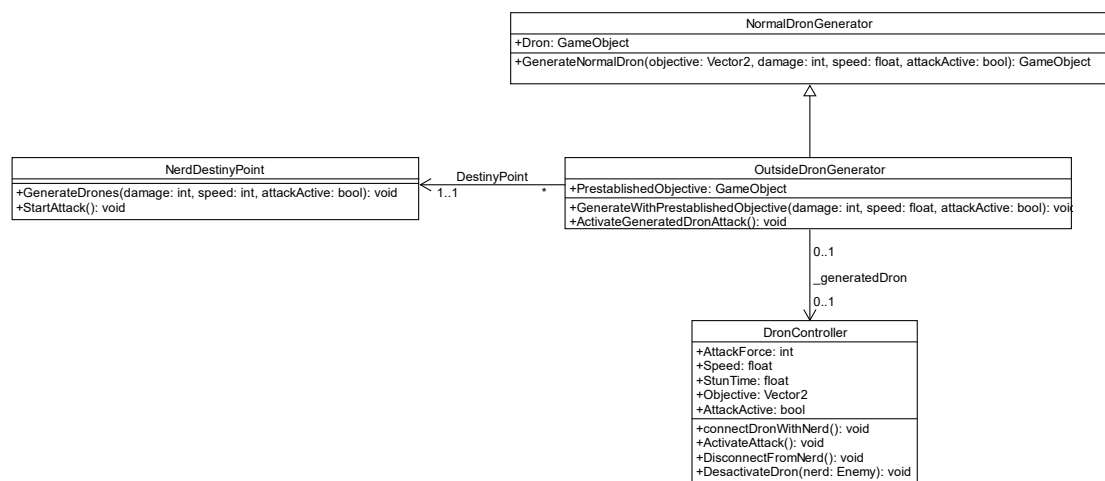 NormalDronGenerator
+Dron: GameObject
+GenerateNormalDron(objective: Vector2, damage: int, speed: float, attackActive: bool): GameObject
NerdDestinyPoint
+GenerateDrones(damage: int, speed: int, attackActive: bool): void
+StartAttack(): void
DestinyPoint
1..1
*
OutsideDronGenerator
+PrestablishedObjective: GameObject
+GenerateWithPrestablishedObjective(damage: int, speed: float, attackActive: bool): void
+ActivateGeneratedDronAttack(): void
0..1
_generatedDron
0..1
DronController
+AttackForce: int
+Speed: float
+StunTime: float
+Objective: Vector2
+AttackActive: bool
+connectDronWithNerd(): void
+ActivateAttack(): void
+DisconnectFromNerd(): void
+DesactivateDron(nerd: Enemy): void